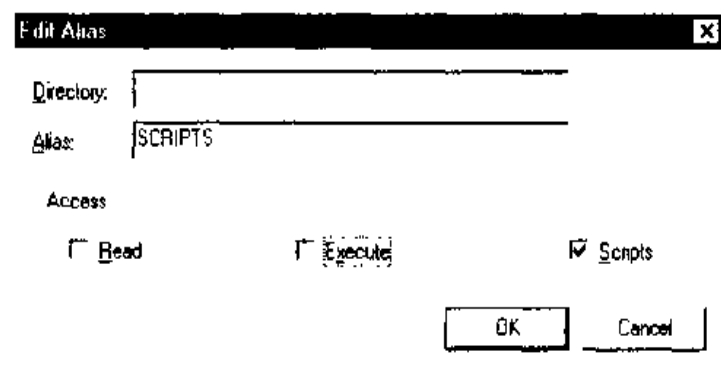 Edit Alias
Directory:
Alias: SCRIPTS
Access
Read Execute Scripts
OK Cancel